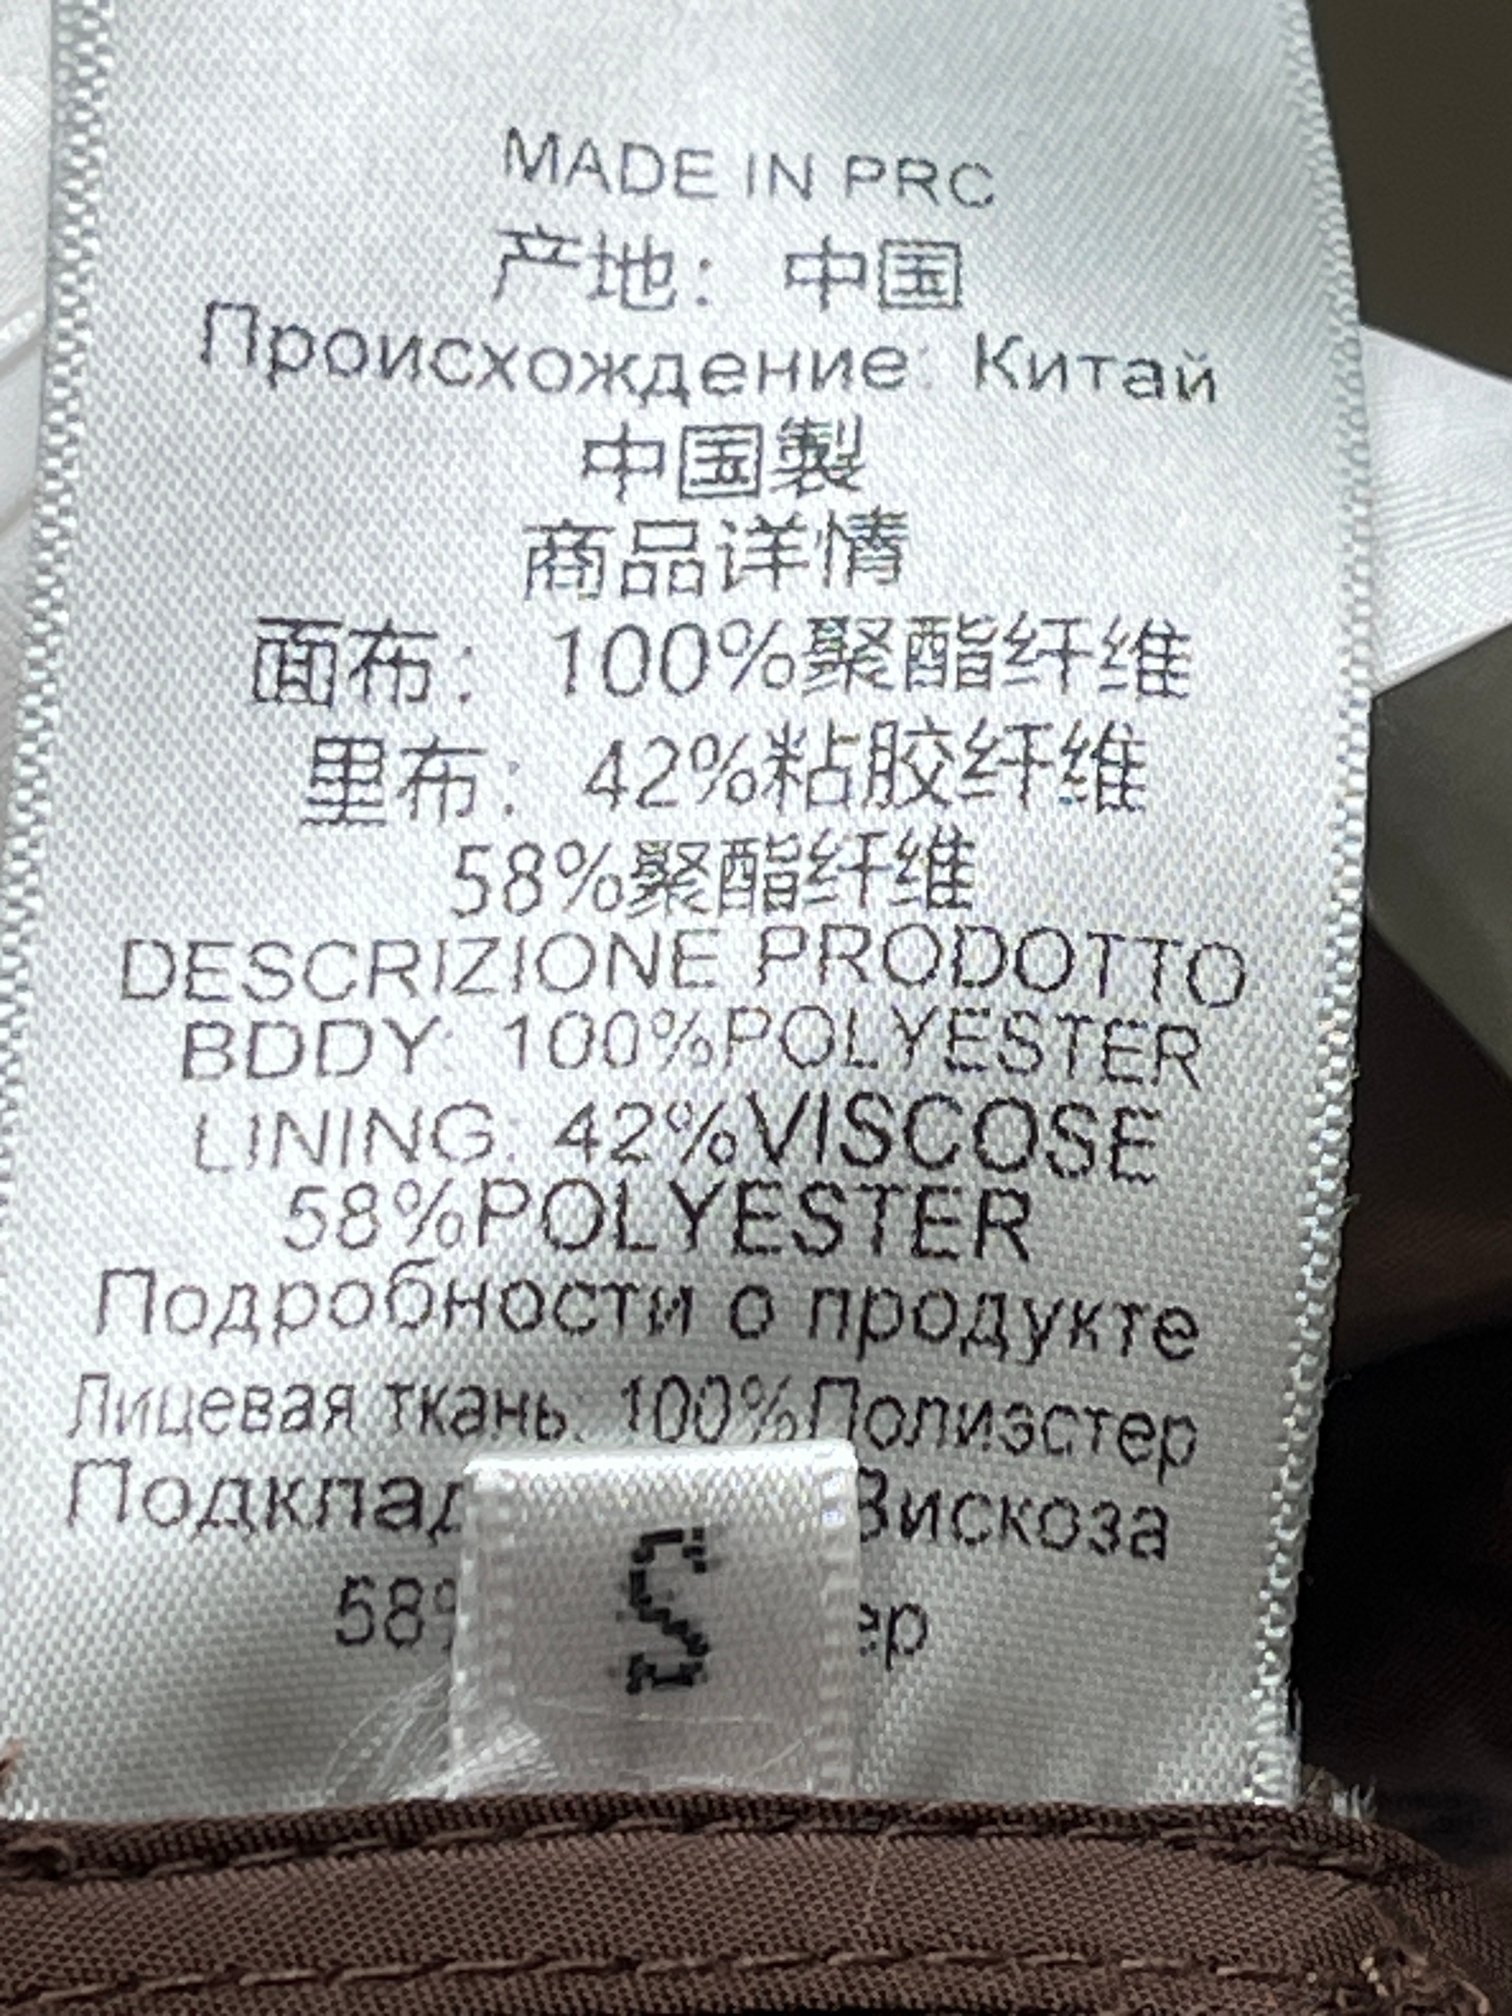 MADE IN PRC
产地：中国
Происхождение: Китай
中国製
商品详情
面布：100%聚酯纤维
里布：42%粘胶纤维
58%聚酯纤维
DESCRIZIONE PRODOTTO
BDDY: 100%POLYESTER
LINING: 42%VISCOSE
58%POLYESTER
Подробности о продукте
Лицевая ткань: 100%Полиэстер
Вискоза
58%
S